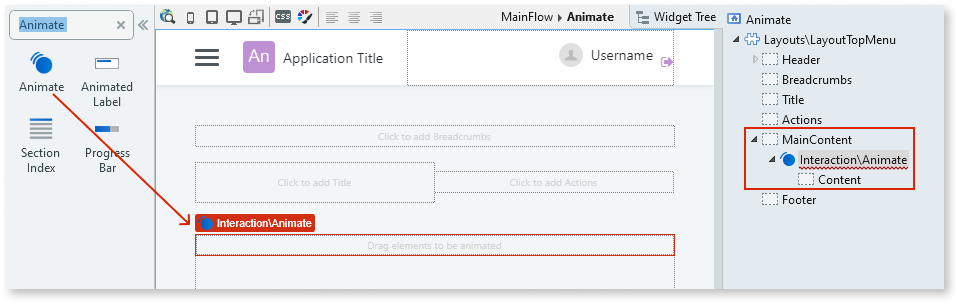 Animate
Animate
Animated
Label
Section
Index
Progress
Bar
CSS
MainFlow ▸ Animate
Widget Tree
An
Application Title
Username
Click to add Breadcrumbs
Click to add Title
Click to add Actions
Interaction\Animate
Drag elements to be animated
Animate
Layouts\LayoutTopMenu
Header
Breadcrumbs
Title
Actions
MainContent
Interaction\Animate
Content
Footer